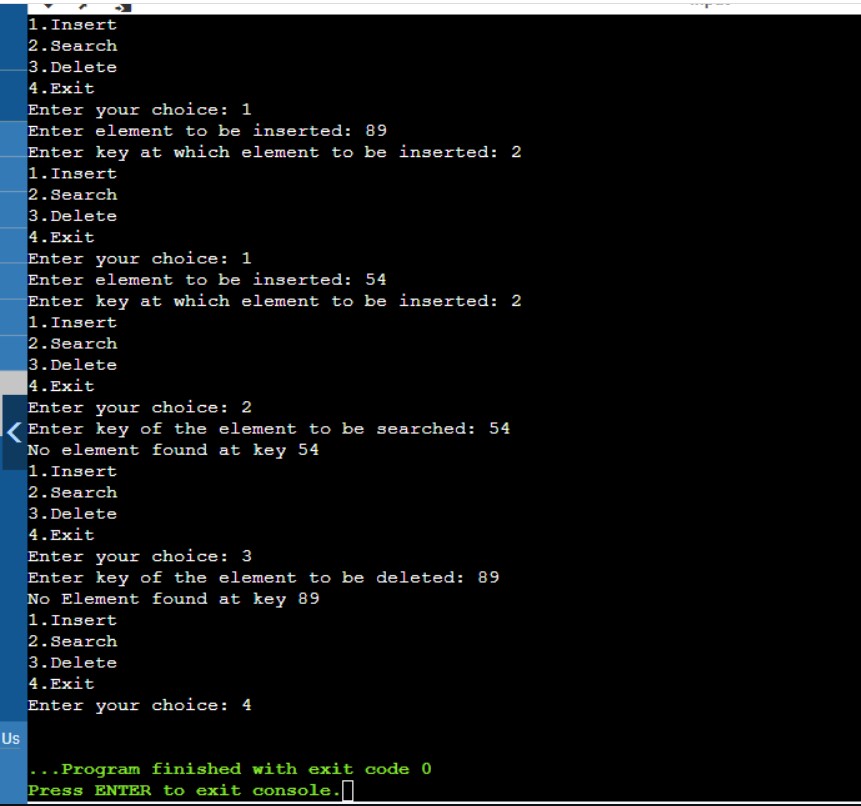 1.Insert
2.Search
3.Delete
4.Exit
Enter your choice: 1
Enter element to be inserted: 89
Enter key at which element to be inserted: 2
1.Insert
2.Search
3.Delete
4.Exit
Enter your choice: 1
Enter element to be inserted: 54
Enter key at which element to be inserted: 2
1.Insert
2.Search
3.Delete
4.Exit
Enter your choice: 2
Enter key of the element to be searched: 54
No element found at key 54
1.Insert
2.Search
3.Delete
4.Exit
Enter your choice: 3
Enter key of the element to be deleted: 89
No Element found at key 89
1.Insert
2.Search
3.Delete
4.Exit
Enter your choice: 4
Us
...Program finished with exit code 0
Press ENTER to exit console.